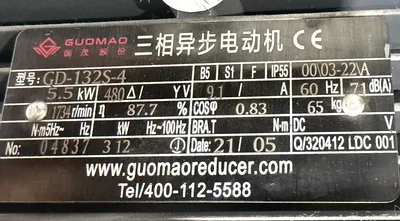 GUOMAO
国茂股份
三相异步电动机 CE
型号: GD-132S-4 B5 S1 F IP55 00\03-22\A
5.5 kW 480Δ/ YV 9.1/ A 60 Hz 71 dB(A)
1734 r/min η 87.7 % COSφ 0.83 65 kg
N·m5Hz~ Hz N·m Hz~100Hz BRA.T N·m Ⓝ Ⓙ Ⓩ
No: 04837 312 Date: 21/ 05 Q/320412 LDC 001
www.guomaoreducer.com
Tel/400-112-5588